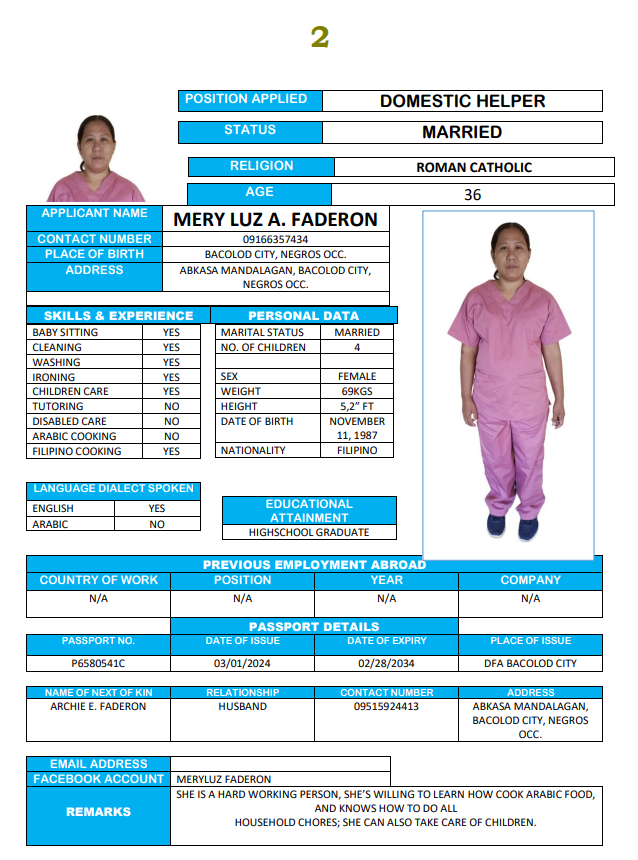 2
POSITION APPLIED DOMESTIC HELPER
STATUS MARRIED
RELIGION ROMAN CATHOLIC
AGE 36
APPLICANT NAME MERY LUZ A. FADERON
CONTACT NUMBER 09166357434
PLACE OF BIRTH BACOLOD CITY, NEGROS OCC.
ADDRESS ABKASA MANDALAGAN, BACOLOD CITY,
NEGROS OCC.
SKILLS & EXPERIENCE
BABY SITTING YES
CLEANING YES
WASHING YES
IRONING YES
CHILDREN CARE YES
TUTORING NO
DISABLED CARE NO
ARABIC COOKING NO
FILIPINO COOKING YES
PERSONAL DATA
MARITAL STATUS MARRIED
NO. OF CHILDREN 4
SEX FEMALE
WEIGHT 69KGS
HEIGHT 5,2” FT
DATE OF BIRTH NOVEMBER
11, 1987
NATIONALITY FILIPINO
LANGUAGE DIALECT SPOKEN
ENGLISH YES
ARABIC NO
EDUCATIONAL
ATTAINMENT
HIGHSCHOOL GRADUATE
PREVIOUS EMPLOYMENT ABROAD
COUNTRY OF WORK POSITION YEAR COMPANY
N/A N/A N/A N/A
PASSPORT DETAILS
PASSPORT NO. DATE OF ISSUE DATE OF EXPIRY PLACE OF ISSUE
P6580541C 03/01/2024 02/28/2034 DFA BACOLOD CITY
NAME OF NEXT OF KIN RELATIONSHIP CONTACT NUMBER ADDRESS
ARCHIE E. FADERON HUSBAND 09515924413 ABKASA MANDALAGAN,
BACOLOD CITY, NEGROS
OCC.
EMAIL ADDRESS
FACEBOOK ACCOUNT MERYLUZ FADERON
REMARKS
SHE IS A HARD WORKING PERSON, SHE’S WILLING TO LEARN HOW COOK ARABIC FOOD,
AND KNOWS HOW TO DO ALL
HOUSEHOLD CHORES; SHE CAN ALSO TAKE CARE OF CHILDREN.